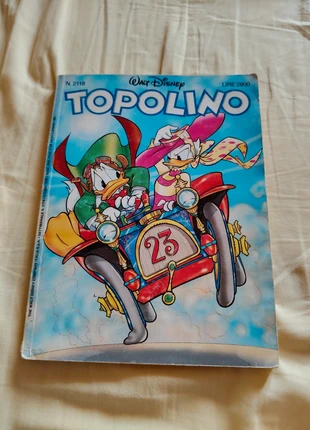 N. 2118
WALT DISNEY
LIRE 2800
TOPOLINO
23